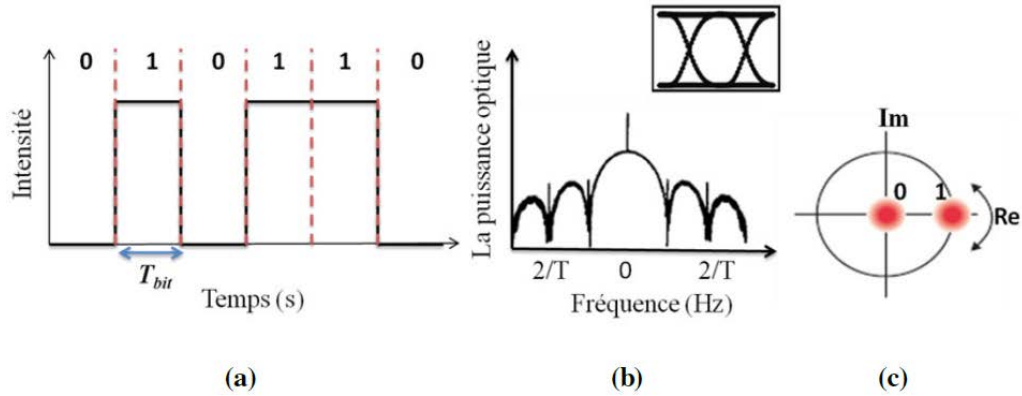 0 1 0 1 1 0
Intensité
T_bit
Temps (s)
(a)
La puissance optique
2/T 0 2/T
Fréquence (Hz)
(b)
Im
0 1
Re
(c)